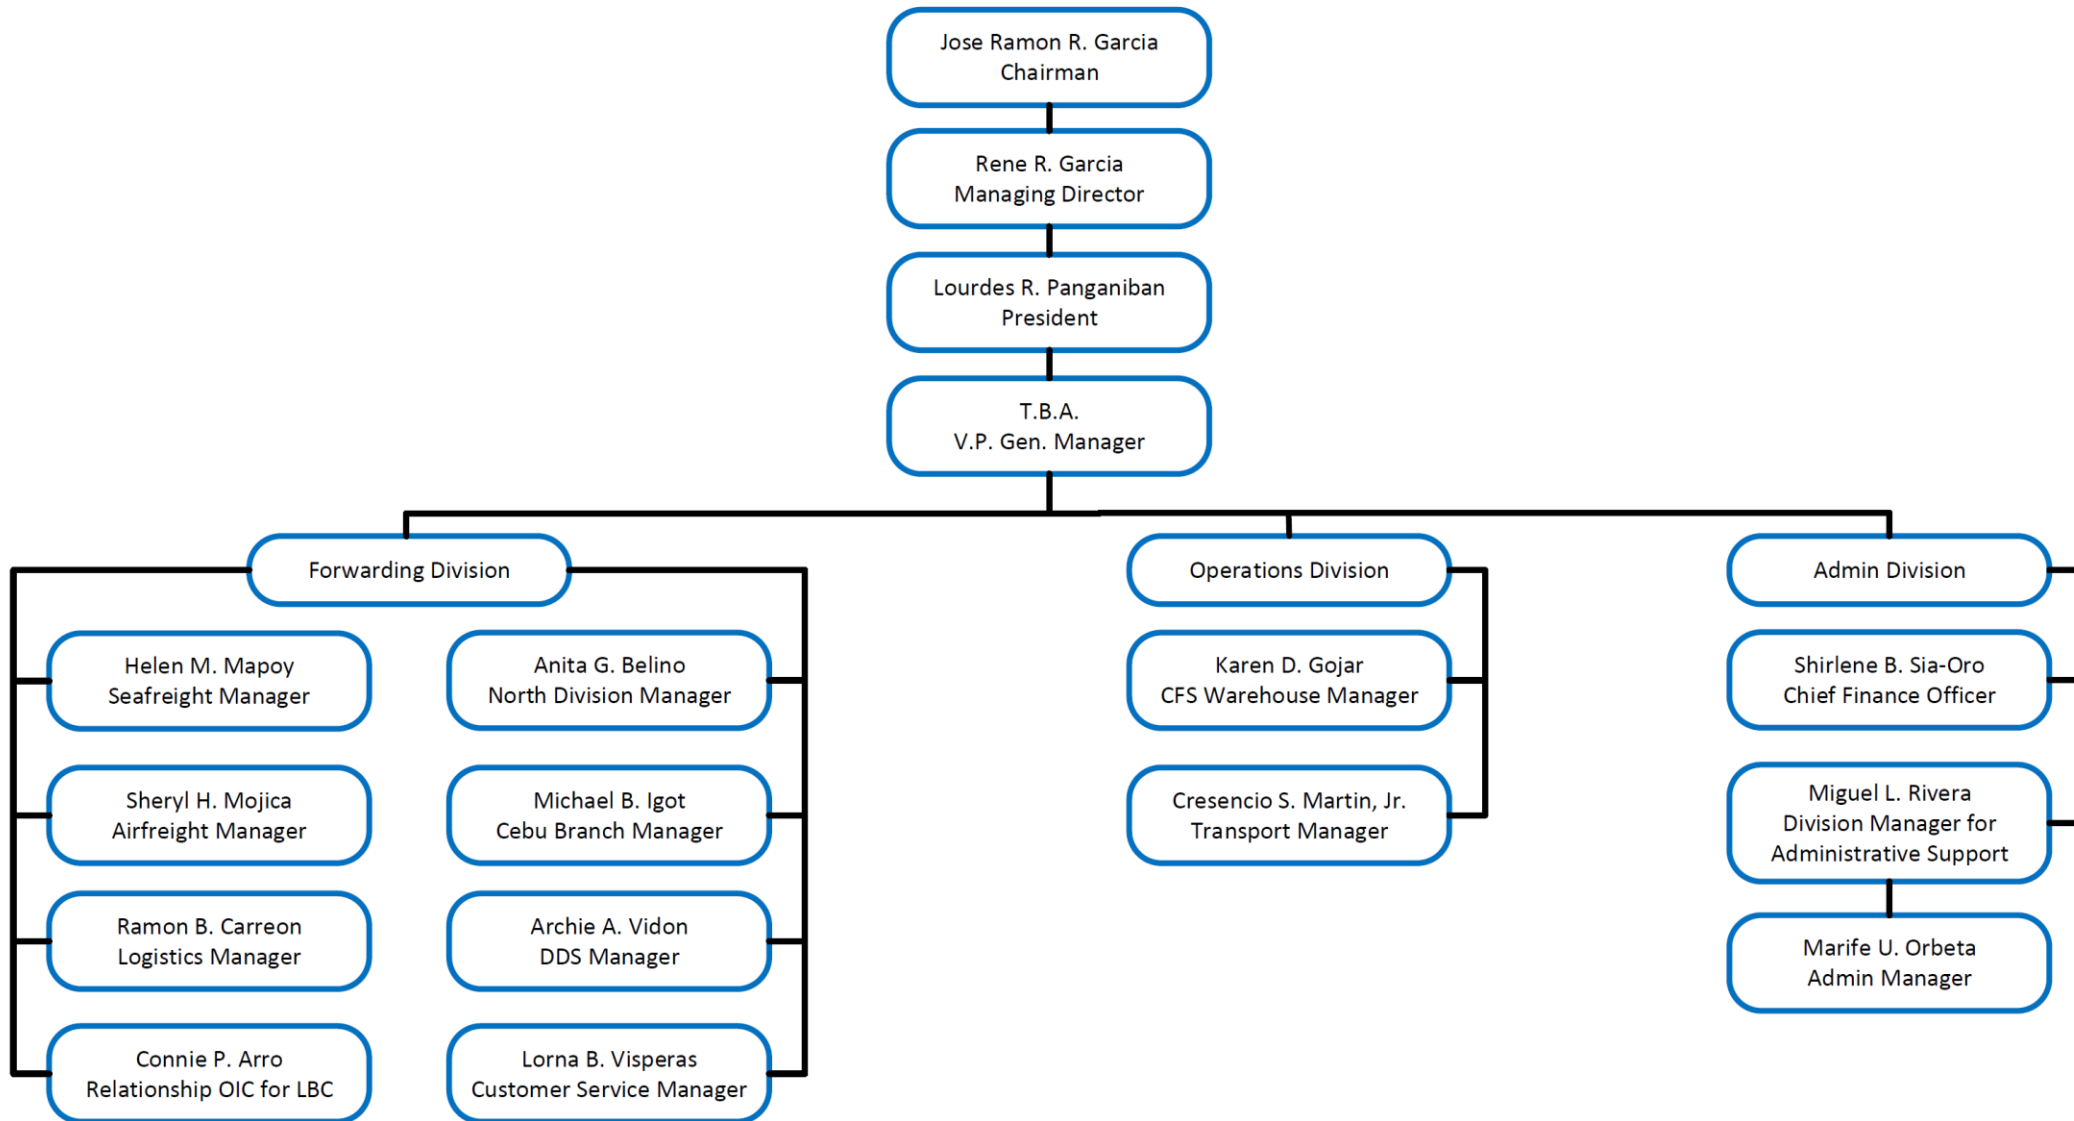 Jose Ramon R. Garcia
Chairman
Rene R. Garcia
Managing Director
Lourdes R. Panganiban
President
T.B.A.
V.P. Gen. Manager
Forwarding Division
Helen M. Mapoy
Seafreight Manager
Sheryl H. Mojica
Airfreight Manager
Ramon B. Carreon
Logistics Manager
Connie P. Arro
Relationship OIC for LBC
Anita G. Belino
North Division Manager
Michael B. Igot
Cebu Branch Manager
Archie A. Vidon
DDS Manager
Lorna B. Visperas
Customer Service Manager
Operations Division
Karen D. Gojar
CFS Warehouse Manager
Cresencio S. Martin, Jr.
Transport Manager
Admin Division
Shirlene B. Sia-Oro
Chief Finance Officer
Miguel L. Rivera
Division Manager for
Administrative Support
Marife U. Orbeta
Admin Manager